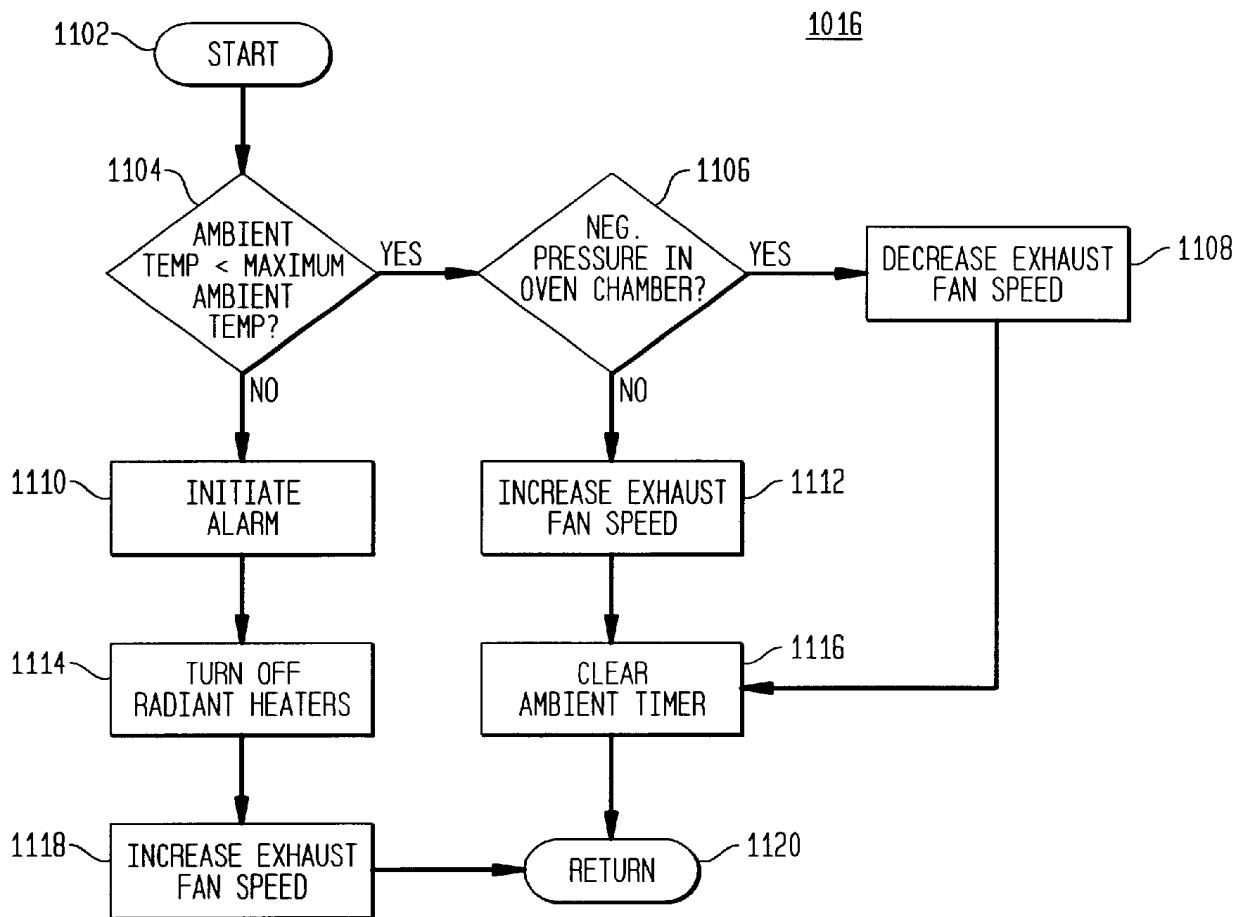 1016
1102
START
1104
AMBIENT
TEMP < MAXIMUM
AMBIENT
TEMP?
YES
NO
1106
NEG.
PRESSURE IN
OVEN CHAMBER?
YES
NO
DECREASE EXHAUST
FAN SPEED
1108
1110
INITIATE
ALARM
INCREASE EXHAUST
FAN SPEED
1112
1114
TURN OFF
RADIANT HEATERS
CLEAR
AMBIENT TIMER
1116
1118
INCREASE EXHAUST
FAN SPEED
RETURN
1120